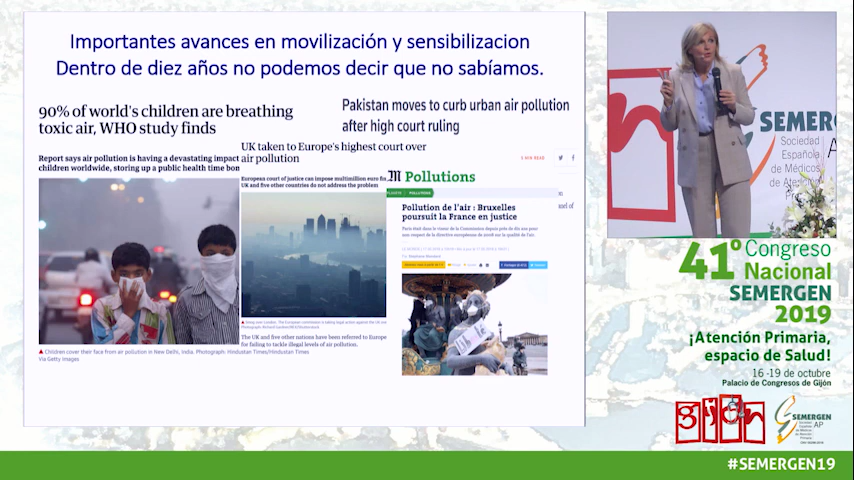 Importantes avances en movilización y sensibilizacion
Dentro de diez años no podemos decir que no sabíamos.
90% of world's children are breathing
toxic air, WHO study finds
Pakistan moves to curb urban air pollution
after high court ruling
Report says air pollution is having a devastating impact
children worldwide, storing up a public health time bom
UK taken to Europe's highest court over
air pollution
European court of justice can impose multimillion euro fin
UK and five other countries do not address the problem
The UK and five other nations have been referred to Europe
for failing to tackle illegal levels of air pollution.
M Pollutions
POLLUTIONS
Pollution de l'air : Bruxelles
poursuit la France en justice
Children cover their face from air pollution in New Delhi, India. Photograph: Hindustan Times/Hindustan Times
Via Getty Images
SEMERGEN
Sociedad
Española
de Médicos
de Atención
41º Congreso
Nacional
SEMERGEN
2019
¡Atención Primaria,
espacio de Salud!
16 -19 de octubre
Palacio de Congresos de Gijón
gijón
SEMERGEN
AP
#SEMERGEN19